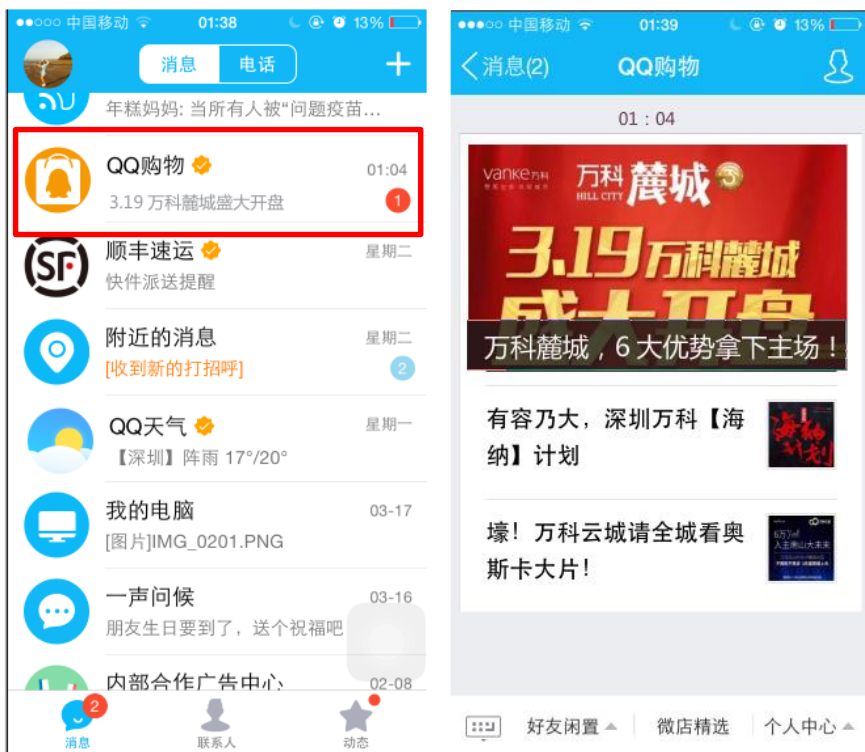 中国移动 01:38 13%
消息 电话
年糕妈妈: 当所有人被“问题疫苗...
QQ购物 01:04
3.19 万科麓城盛大开盘 1
SF 顺丰速运 星期二
快件派送提醒
附近的消息 星期二
[收到新的打招呼] 2
QQ天气 星期一
【深圳】阵雨 17°/20°
我的电脑 03-17
[图片]IMG_0201.PNG
一声问候 03-16
朋友生日要到了，送个祝福吧
内部合作广告中心 02-08
2
消息 联系人 动态
中国移动 01:39 13%
消息(2) QQ购物
01：04
vanke万科 万科 麓城
HILL CITY
3.19万科麓城
盛大开盘
万科麓城，6 大优势拿下主场！
有容乃大，深圳万科【海
纳】计划
海纳
计划
壕！万科云城请全城看奥
斯卡大片！
好友闲置 微店精选 个人中心